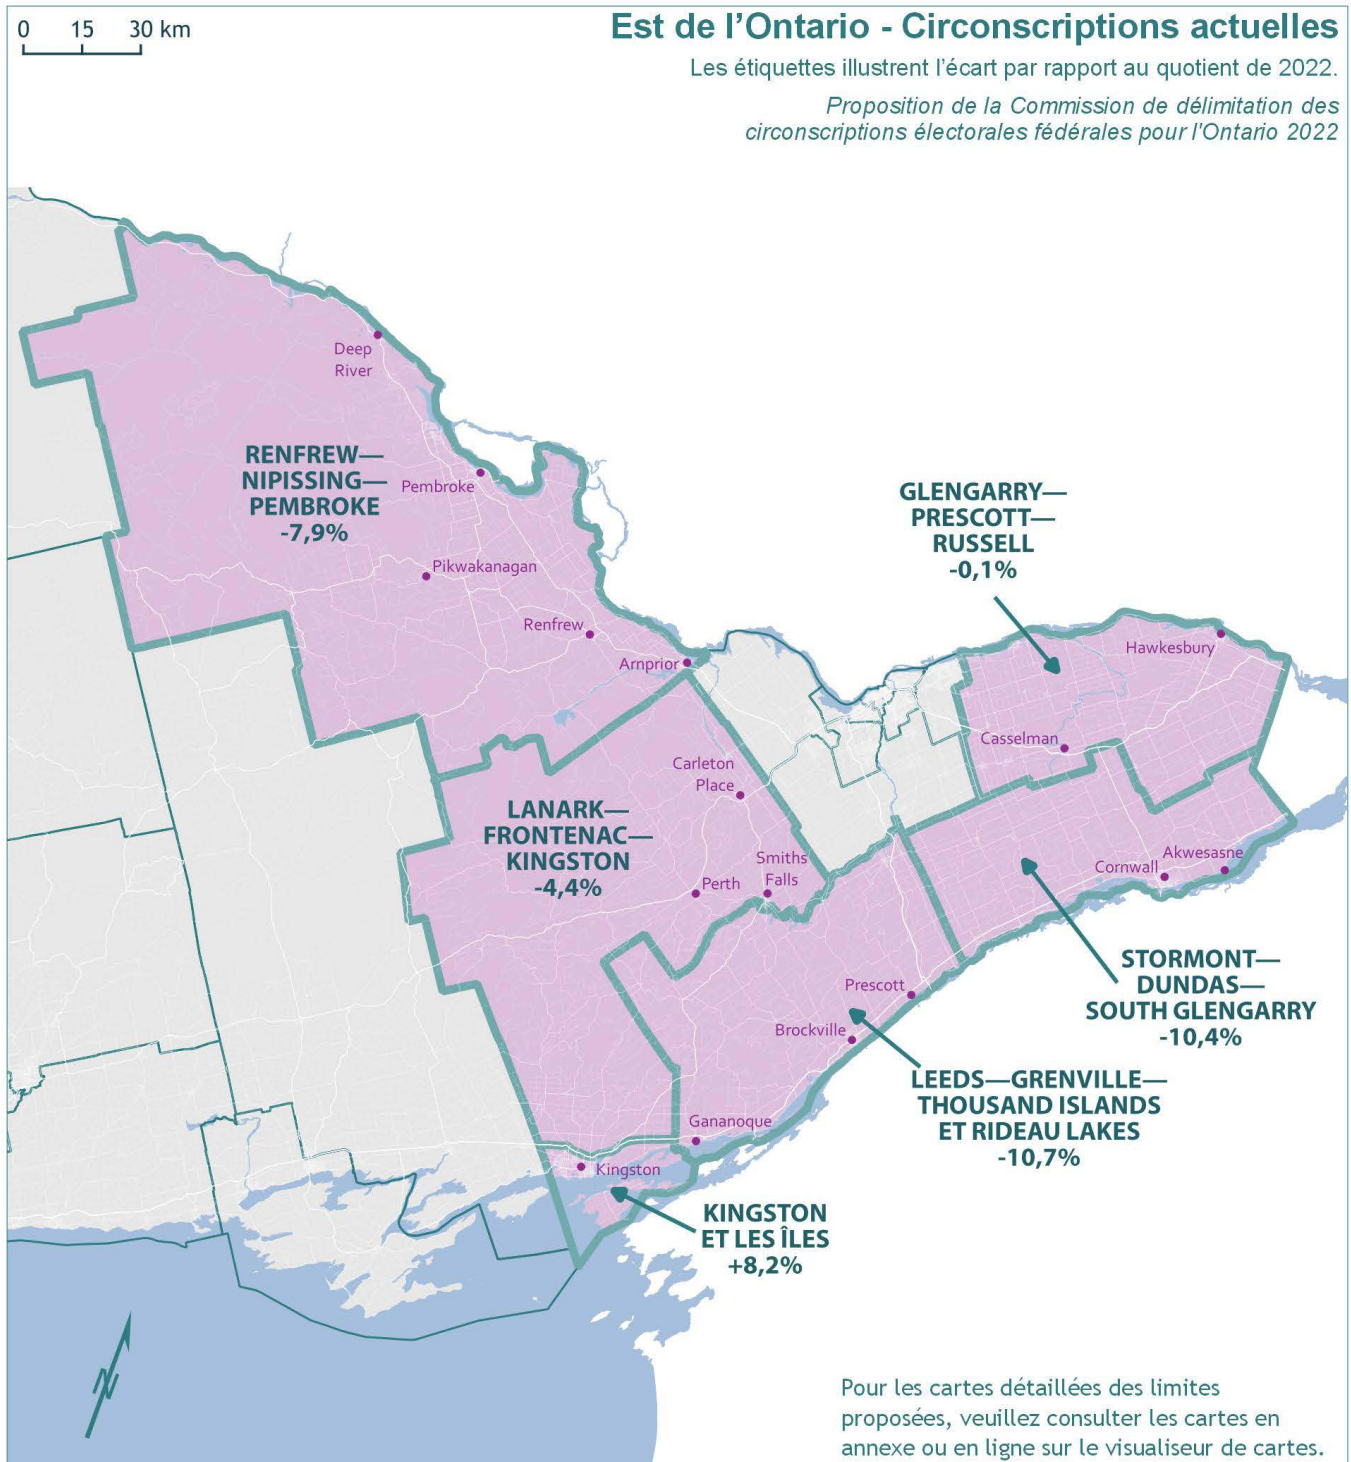 0 15 30 km
Est de l’Ontario - Circonscriptions actuelles
Les étiquettes illustrent l’écart par rapport au quotient de 2022.
Proposition de la Commission de délimitation des
circonscriptions électorales fédérales pour l'Ontario 2022
Deep
River
RENFREW—
NIPISSING—
PEMBROKE
-7,9%
Pembroke
Pikwakanagan
Renfrew
Arnprior
GLENGARRY—
PRESCOTT—
RUSSELL
-0,1%
Hawkesbury
Casselman
Carleton
Place
LANARK—
FRONTENAC—
KINGSTON
-4,4%
Smiths
Falls
Perth
Cornwall
Akwesasne
STORMONT—
DUNDAS—
SOUTH GLENGARRY
-10,4%
Prescott
Brockville
LEEDS—GRENVILLE—
THOUSAND ISLANDS
ET RIDEAU LAKES
-10,7%
Gananoque
Kingston
KINGSTON
ET LES ÎLES
+8,2%
N
Pour les cartes détaillées des limites
proposées, veuillez consulter les cartes en
annexe ou en ligne sur le visualiseur de cartes.